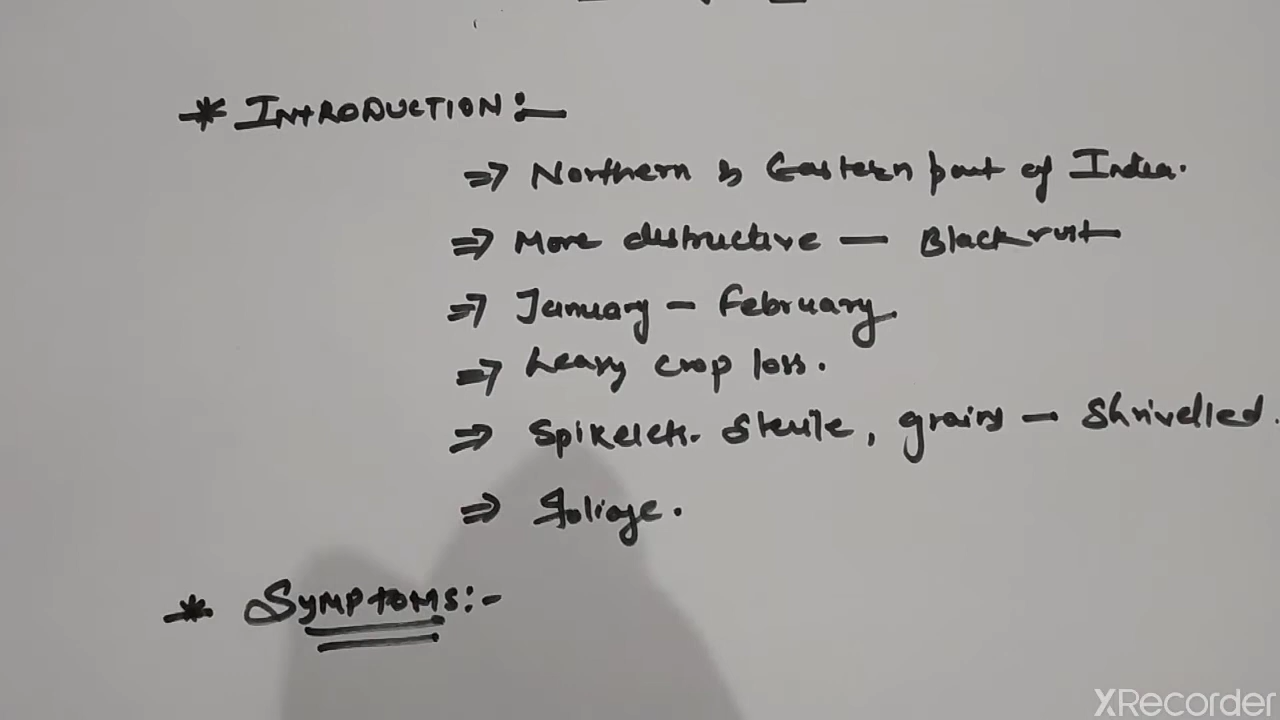 * INTRODUCTION:—
⇒ Northern & Eastern part of India.
⇒ More destructive — Black rust
⇒ January – February.
⇒ heavy crop loss.
⇒ Spikelets. Sterile, grains — Shrivelled.
⇒ foliage.
* SYMPTOMS:-
XRecorder